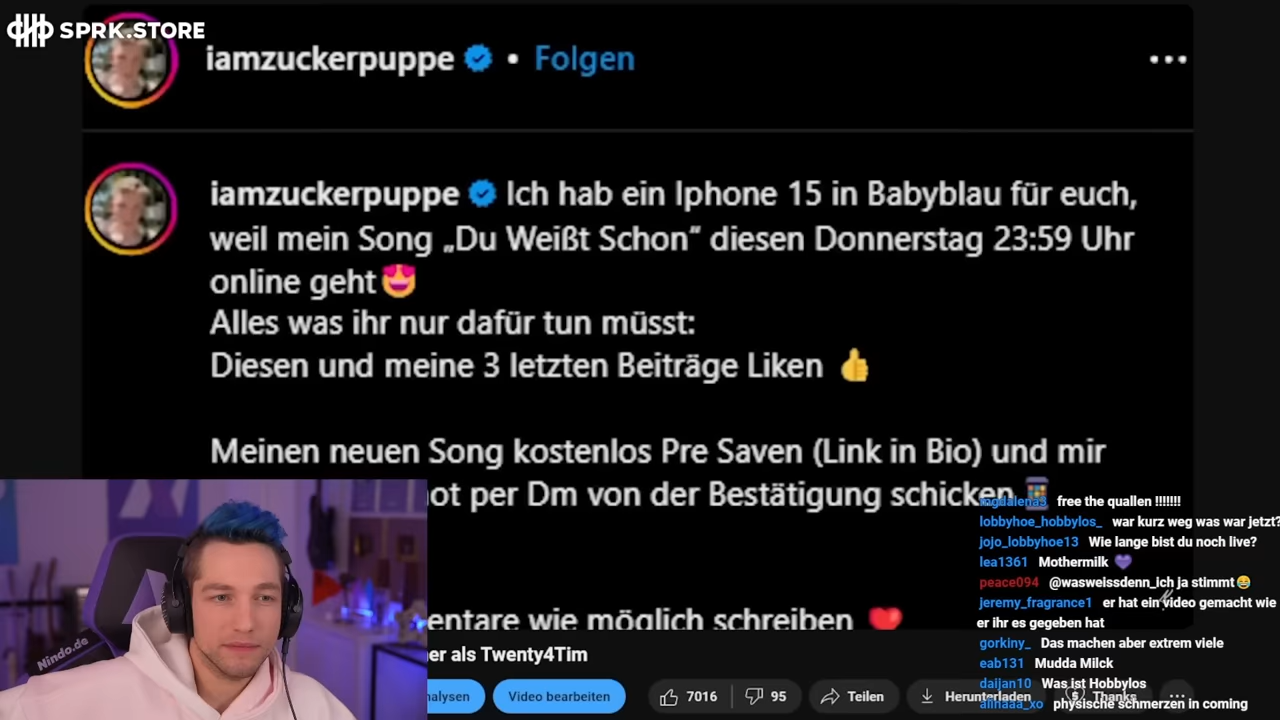 SPRK.STORE
iamzuckerpuppe • Folgen
iamzuckerpuppe Ich hab ein Iphone 15 in Babyblau für euch,
weil mein Song „Du Weißt Schon“ diesen Donnerstag 23:59 Uhr
online geht😍
Alles was ihr nur dafür tun müsst:
Diesen und meine 3 letzten Beiträge Liken 👍
Meinen neuen Song kostenlos Pre Saven (Link in Bio) und mir
ot per Dm von der Bestätigung schicken
entare wie möglich schreiben ❤️
Nindo.de
er als Twenty4Tim
nalysen
Video bearbeiten
7016
95
Teilen
Herunterladen
Thanks
mgdalena3 free the quallen !!!!!!!
lobbyhoe_hobbylos_ war kurz weg was war jetzt?
jojo_lobbyhoe13 Wie lange bist du noch live?
lea1361 Mothermilk 💜
peace094 @wasweissdenn_ich ja stimmt😂
jeremy_fragrance1 er hat ein video gemacht wie
er ihr es gegeben hat
gorkiny_ Das machen aber extrem viele
eab131 Mudda Milck
daijan10 Was ist Hobbylos
alinaaa_xo physische schmerzen in coming